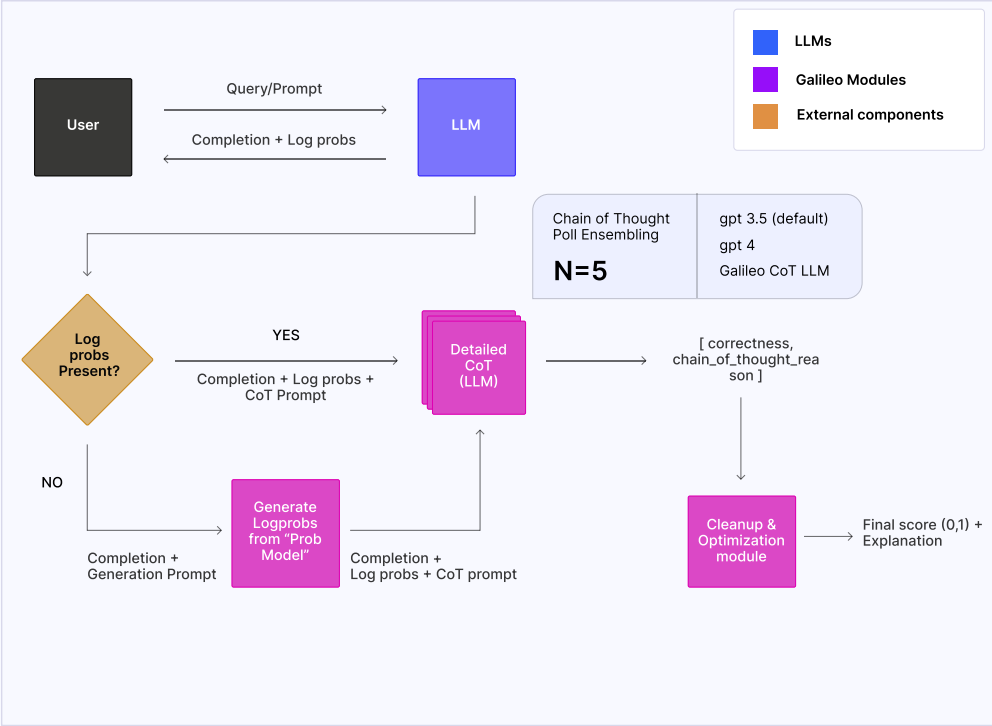 LLMs
Galileo Modules
External components
User
Query/Prompt
Completion + Log probs
LLM
Chain of Thought
Poll Ensembling
N=5
gpt 3.5 (default)
gpt 4
Galileo CoT LLM
Log
probs
Present?
YES
Completion + Log probs +
CoT Prompt
Detailed
CoT
(LLM)
[ correctness,
chain_of_thought_rea
son ]
NO
Completion +
Generation Prompt
Generate
Logprobs
from “Prob
Model”
Completion +
Log probs + CoT prompt
Cleanup &
Optimization
module
Final score (0,1) +
Explanation